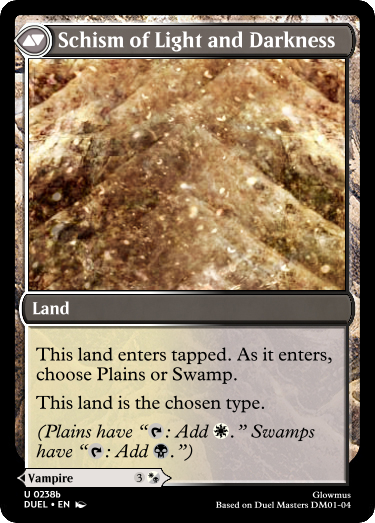 Schism of Light and Darkness
Land
This land enters tapped. As it enters,
choose Plains or Swamp.
This land is the chosen type.
(Plains have “: Add .” Swamps
have “: Add .”)
Vampire 3
U 0238b
DUEL • EN
Glowmus
Based on Duel Masters DM01-04